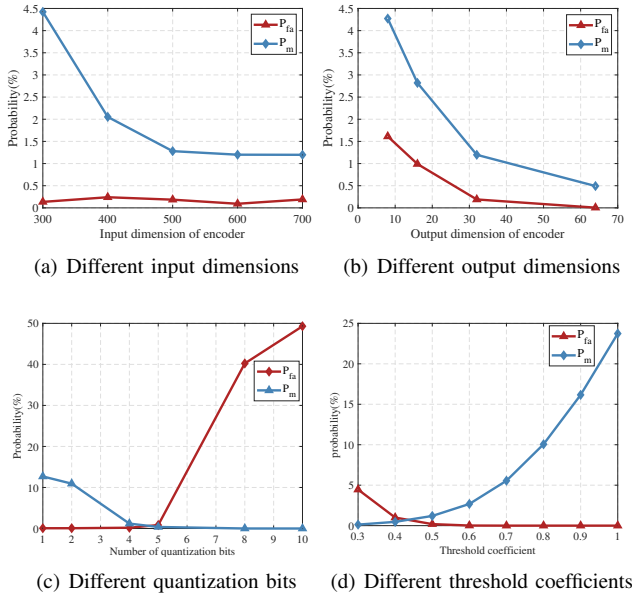 4.5
4
3.5
3
2.5
2
1.5
1
0.5
0
Probability(%)
P_fa
P_m
300 400 500 600 700
Input dimension of encoder
(a) Different input dimensions
4.5
4
3.5
3
2.5
2
1.5
1
0.5
0
Probability(%)
P_fa
P_m
0 10 20 30 40 50 60 70
Output dimension of encoder
(b) Different output dimensions
50
40
30
20
10
0
Probability(%)
P_fa
P_m
1 2 3 4 5 6 7 8 9 10
Number of quantization bits
(c) Different quantization bits
25
20
15
10
5
0
probability(%)
P_fa
P_m
0.3 0.4 0.5 0.6 0.7 0.8 0.9 1
Threshold coefficient
(d) Different threshold coefficients